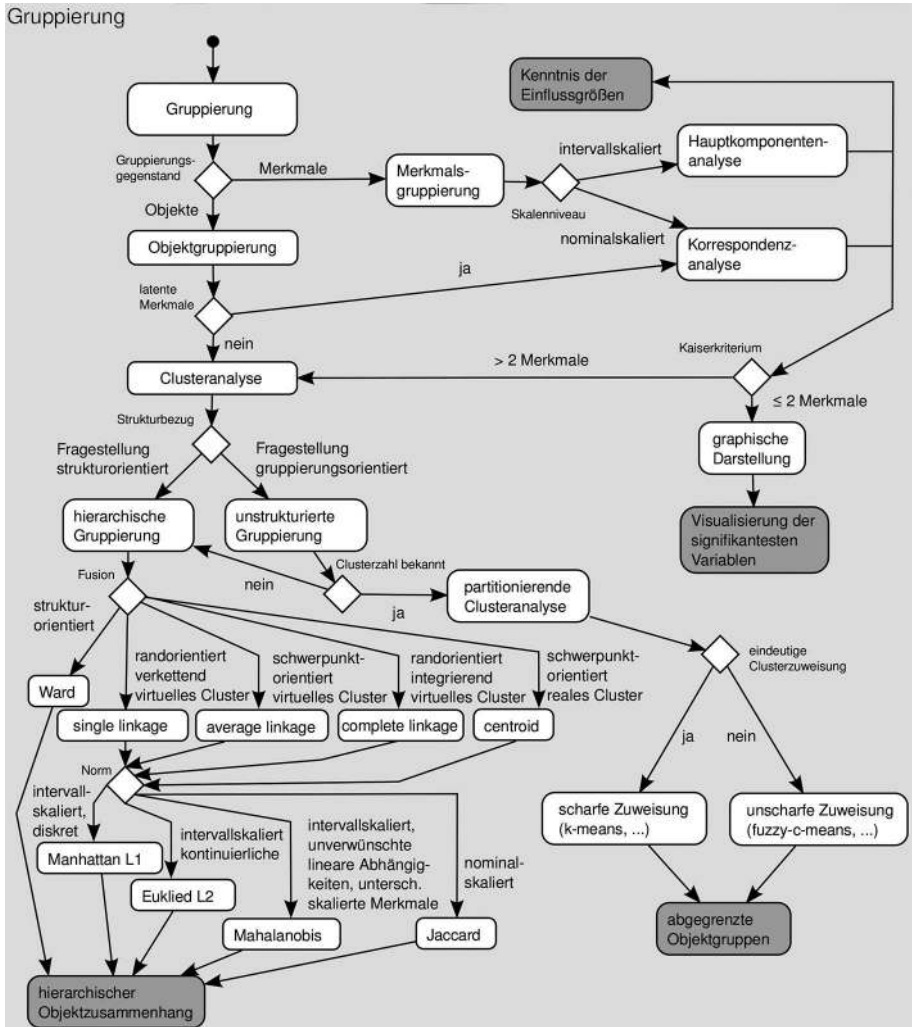 Gruppierung
Gruppierung
Kenntnis der
Einflussgrößen
Gruppierungs-
gegenstand
Merkmale
Merkmals-
gruppierung
intervallskaliert
Hauptkomponenten-
analyse
Skalenniveau
Objekte
nominalskaliert
Korrespondenz-
analyse
Objektgruppierung
latente
Merkmale
ja
nein
Clusteranalyse
> 2 Merkmale
Kaiserkriterium
≤ 2 Merkmale
graphische
Darstellung
Visualisierung der
signifikantesten
Variablen
Strukturbezug
Fragestellung
strukturorientiert
Fragestellung
gruppierungsorientiert
hierarchische
Gruppierung
unstrukturierte
Gruppierung
Clusterzahl bekannt
nein
ja
partitionierende
Clusteranalyse
Fusion
struktur-
orientiert
Ward
randorientiert
verkettend
virtuelles Cluster
schwerpunkt-
orientiert
virtuelles Cluster
randorientiert
integrierend
virtuelles Cluster
schwerpunkt-
orientiert
reales Cluster
single linkage
average linkage
complete linkage
centroid
eindeutige
Clusterzuweisung
ja
nein
scharfe Zuweisung
(k-means, ...)
unscharfe Zuweisung
(fuzzy-c-means, ...)
abgegrenzte
Objektgruppen
Norm
intervall-
skaliert,
diskret
Manhattan L1
intervallskaliert
kontinuierliche
Euklied L2
intervallskaliert,
unverwünschte
lineare Abhängig-
keiten, untersch.
skalierte Merkmale
Mahalanobis
nominal-
skaliert
Jaccard
hierarchischer
Objektzusammenhang